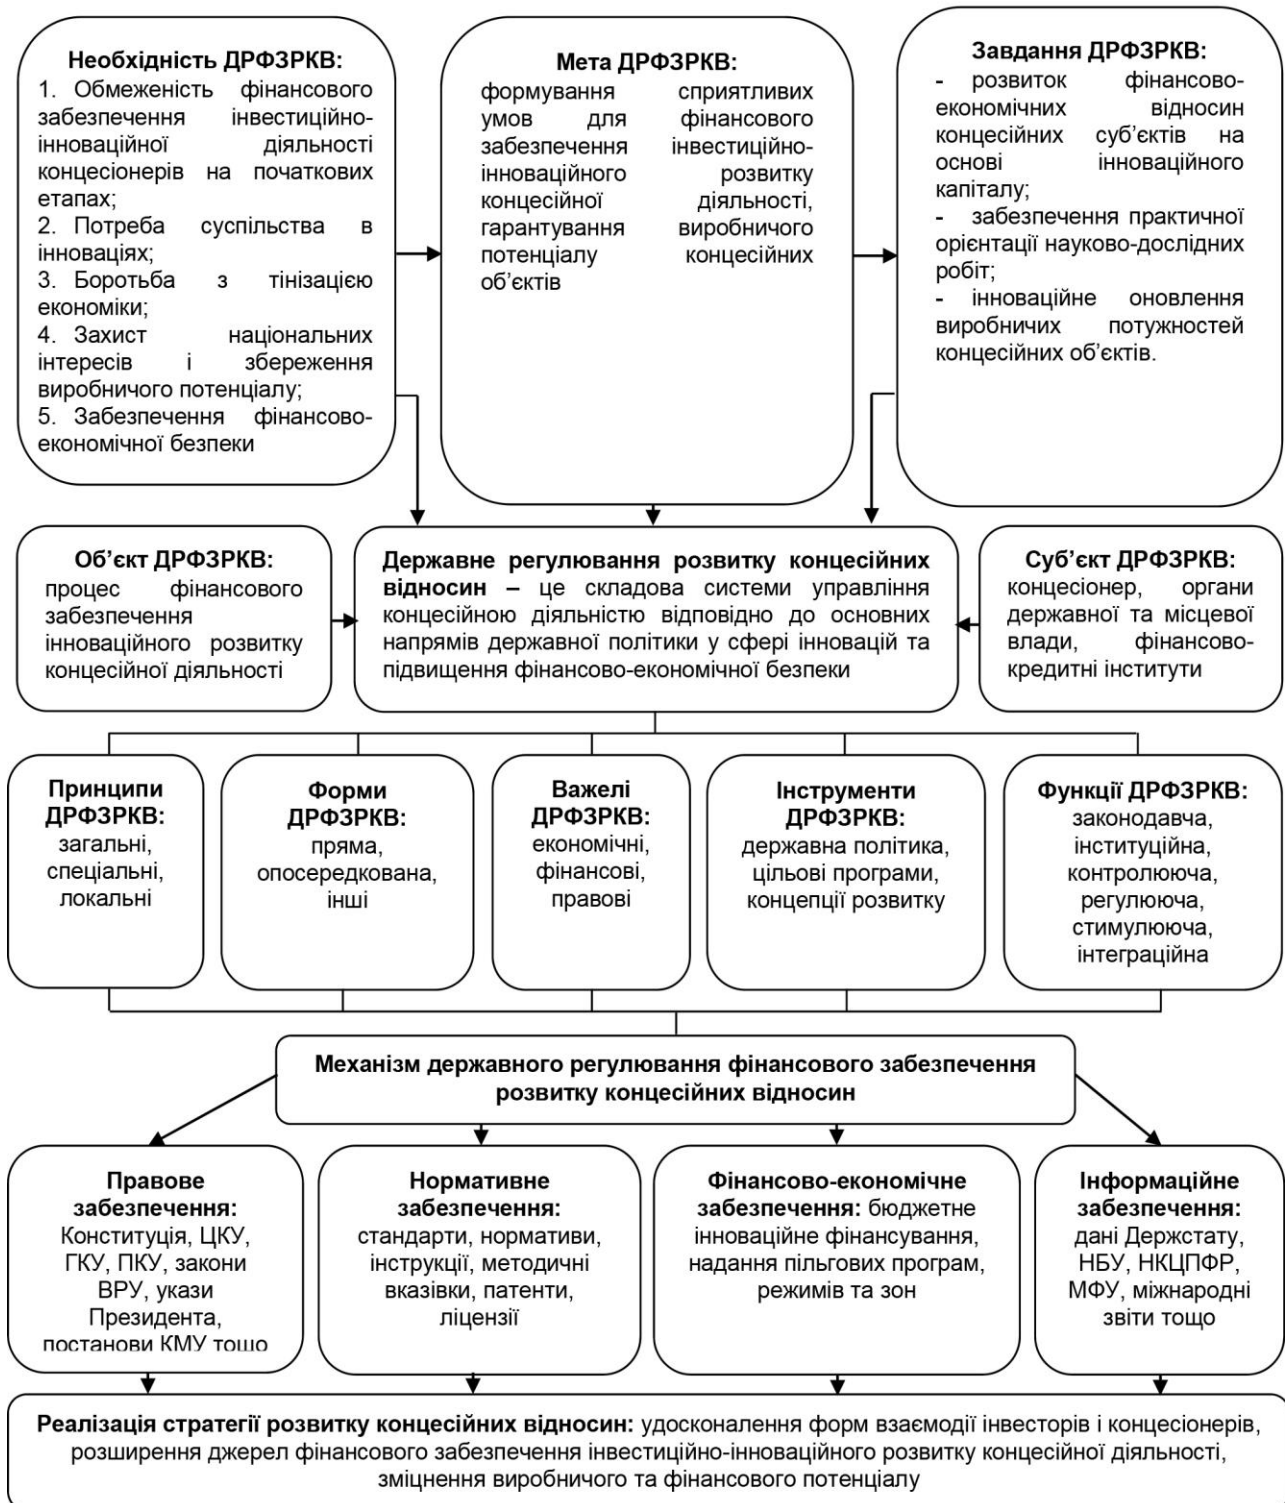 Необхідність ДРФЗРКВ:
1. Обмеженість фінансового
забезпечення інвестиційно-
інноваційної діяльності
концесіонерів на початкових
етапах;
2. Потреба суспільства в
інноваціях;
3. Боротьба з тінізацією
економіки;
4. Захист національних
інтересів і збереження
виробничого потенціалу;
5. Забезпечення фінансово-
економічної безпеки
Мета ДРФЗРКВ:
формування сприятливих
умов для фінансового
забезпечення інвестиційно-
інноваційного розвитку
концесійної діяльності,
гарантування виробничого
потенціалу концесійних
об’єктів
Завдання ДРФЗРКВ:
- розвиток фінансово-
економічних відносин
концесійних суб’єктів на
основі інноваційного
капіталу;
- забезпечення практичної
орієнтації науково-дослідних
робіт;
- інноваційне оновлення
виробничих потужностей
концесійних об’єктів.
Об’єкт ДРФЗРКВ:
процес фінансового
забезпечення
інноваційного розвитку
концесійної діяльності
Державне регулювання розвитку концесійних
відносин – це складова системи управління
концесійною діяльністю відповідно до основних
напрямів державної політики у сфері інновацій та
підвищення фінансово-економічної безпеки
Суб’єкт ДРФЗРКВ:
концесіонер, органи
державної та місцевої
влади, фінансово-
кредитні інститути
Принципи
ДРФЗРКВ:
загальні,
спеціальні,
локальні
Форми
ДРФЗРКВ:
пряма,
опосередкована,
інші
Важелі
ДРФЗРКВ:
економічні,
фінансові,
правові
Інструменти
ДРФЗРКВ:
державна політика,
цільові програми,
концепції розвитку
Функції ДРФЗРКВ:
законодавча,
інституційна,
контролююча,
регулююча,
стимулююча,
інтеграційна
Механізм державного регулювання фінансового забезпечення
розвитку концесійних відносин
Правове
забезпечення:
Конституція, ЦКУ,
ГКУ, ПКУ, закони
ВРУ, укази
Президента,
постанови КМУ тощо
Нормативне
забезпечення:
стандарти, нормативи,
інструкції, методичні
вказівки, патенти,
ліцензії
Фінансово-економічне
забезпечення: бюджетне
інноваційне фінансування,
надання пільгових програм,
режимів та зон
Інформаційне
забезпечення:
дані Держстату,
НБУ, НКЦПФР,
МФУ, міжнародні
звіти тощо
Реалізація стратегії розвитку концесійних відносин: удосконалення форм взаємодії інвесторів і концесіонерів,
розширення джерел фінансового забезпечення інвестиційно-інноваційного розвитку концесійної діяльності,
зміцнення виробничого та фінансового потенціалу